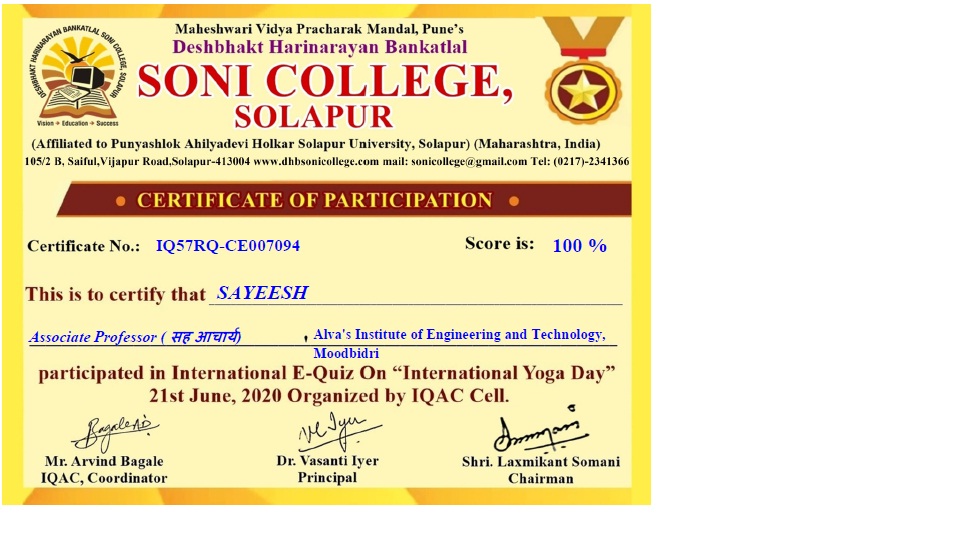 Maheshwari Vidya Pracharak Mandal, Pune's
Deshbhakt Harinarayan Bankatlal
SONI COLLEGE,
SOLAPUR
DESHBHAKT HARINARAYAN BANKATLAL SONI COLLEGE, SOLAPUR
Vision → Education → Success
(Affiliated to Punyashlok Ahilyadevi Holkar Solapur University, Solapur) (Maharashtra, India)
105/2 B, Saiful,Vijapur Road,Solapur-413004 www.dhbsonicollege.com mail: sonicollege@gmail.com Tel: (0217)-2341366
CERTIFICATE OF PARTICIPATION
Certificate No.: IQ57RQ-CE007094 Score is: 100 %
This is to certify that SAYEESH
Associate Professor ( सह आचार्य) , Alva's Institute of Engineering and Technology,
Moodbidri
participated in International E-Quiz On “International Yoga Day”
21st June, 2020 Organized by IQAC Cell.
Mr. Arvind Bagale Dr. Vasanti Iyer Shri. Laxmikant Somani
IQAC, Coordinator Principal Chairman